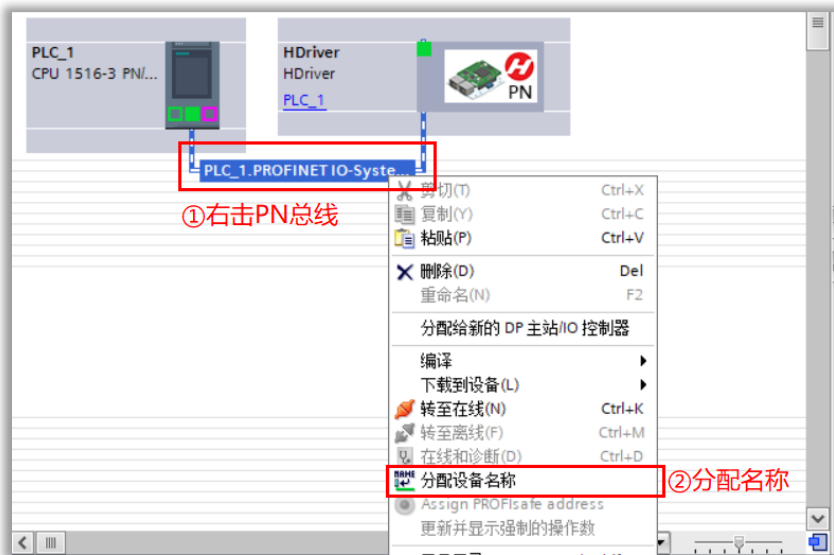 PLC_1
CPU 1516-3 PN/...
HDriver
HDriver
PLC_1
PN
PLC_1.PROFINET IO-Syste...
①右击PN总线
剪切(T) Ctrl+X
复制(Y) Ctrl+C
粘贴(P) Ctrl+V
删除(D) Del
重命名(N) F2
分配给新的 DP 主站/IO 控制器
编译
下载到设备(L)
转至在线(N) Ctrl+K
转至离线(F) Ctrl+M
在线和诊断(D) Ctrl+D
NAME 分配设备名称
②分配名称
Assign PROFIsafe address
更新并显示强制的操作数